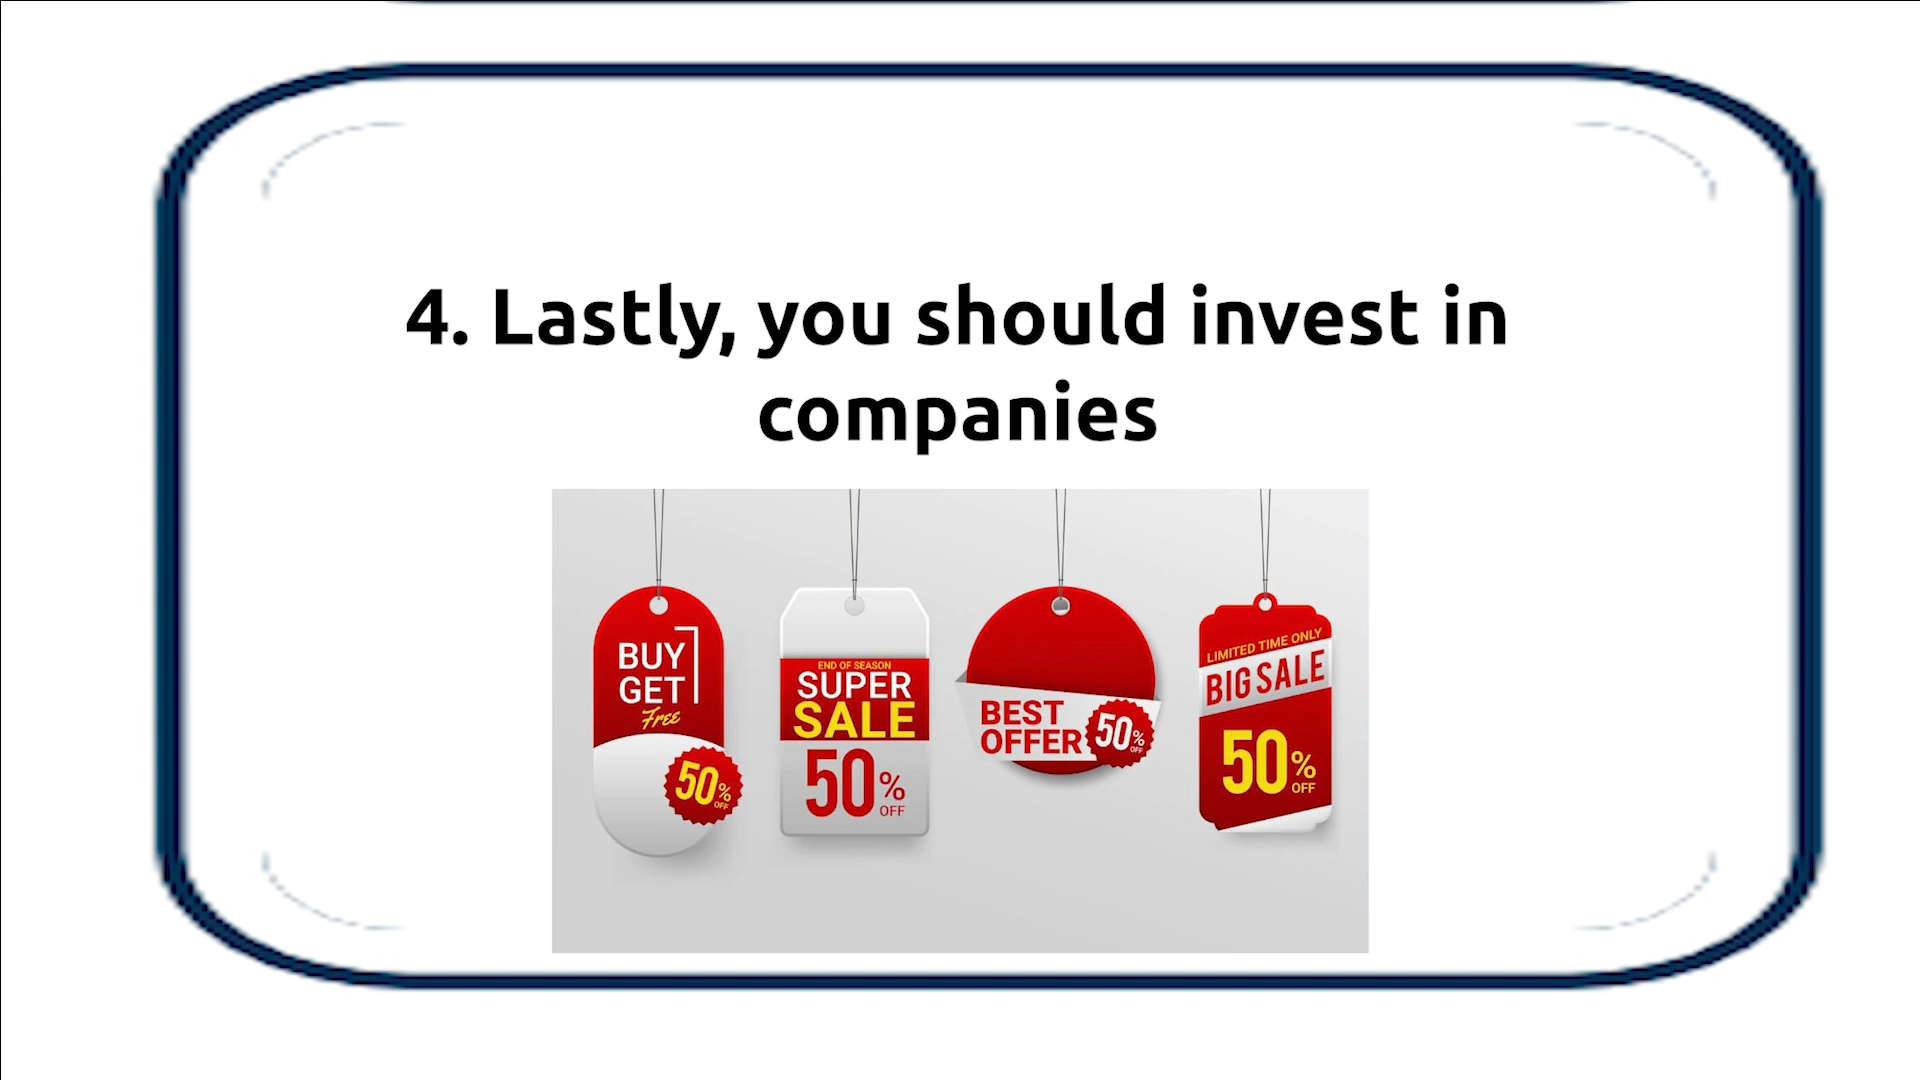 4. Lastly, you should invest in
companies
BUY 1
GET
Free
50%
OFF
END OF SEASON
SUPER
SALE
50%
OFF
BEST
OFFER
50%
OFF
LIMITED TIME ONLY
BIG SALE
50%
OFF